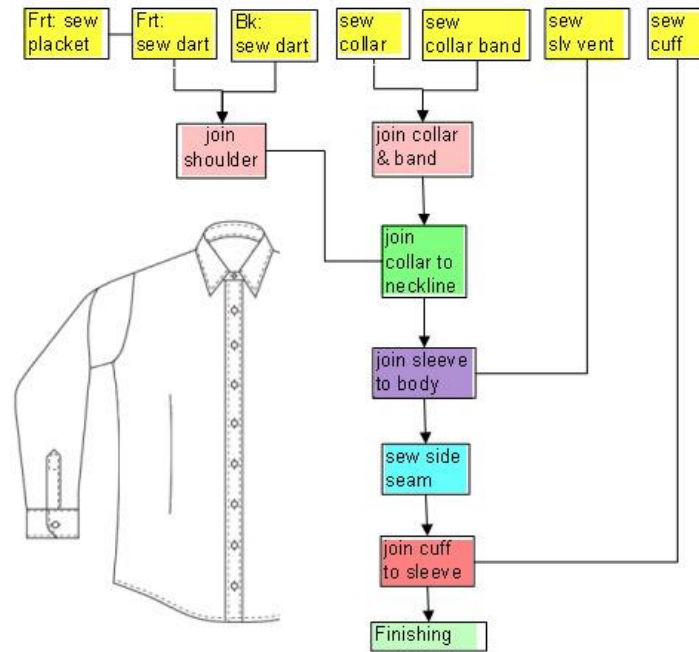 Frt: sew
placket
Frt:
sew dart
Bk:
sew dart
sew
collar
sew
collar band
sew
slv vent
sew
cuff
join
shoulder
join collar
& band
join
collar to
neckline
join sleeve
to body
sew side
seam
join cuff
to sleeve
Finishing